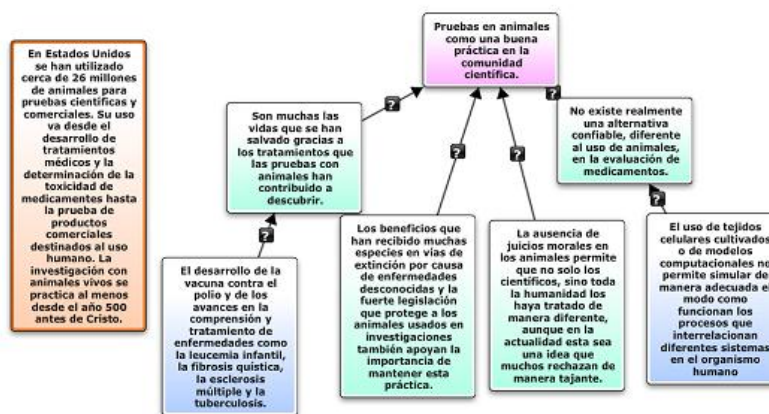 En Estados Unidos
se han utilizado
cerca de 26 millones
de animales para
pruebas científicas y
comerciales. Su uso
va desde el
desarrollo de
tratamientos
médicos y la
determinación de la
toxicidad de
medicamentes hasta
la prueba de
productos
comerciales
destinados al uso
humano. La
investigación con
animales vivos se
practica al menos
desde el año 500
antes de Cristo.
Pruebas en animales
como una buena
práctica en la
comunidad
científica.
?
?
?
?
Son muchas las
vidas que se han
salvado gracias a
los tratamientos que
las pruebas con
animales han
contribuido a
descubrir.
No existe realmente
una alternativa
confiable, diferente
al uso de animales,
en la evaluación de
medicamentos.
?
?
El desarrollo de la
vacuna contra el
polio y de los
avances en la
comprensión y
tratamiento de
enfermedades como
la leucemia infantil,
la fibrosis quística,
la esclerosis
múltiple y la
tuberculosis.
Los beneficios que
han recibido muchas
especies en vías de
extinción por causa
de enfermedades
desconocidas y la
fuerte legislación
que protege a los
animales usados en
investigaciones
también apoyan la
importancia de
mantener esta
práctica.
La ausencia de
juicios morales en
los animales permite
que no solo los
científicos, sino toda
la humanidad los
haya tratado de
manera diferente,
aunque en la
actualidad esta sea
una idea que
muchos rechazan de
manera tajante.
El uso de tejidos
celulares cultivados
o de modelos
computacionales no
permite simular de
manera adecuada el
modo como
funcionan los
procesos que
interrelacionan
diferentes sistemas
en el organismo
humano